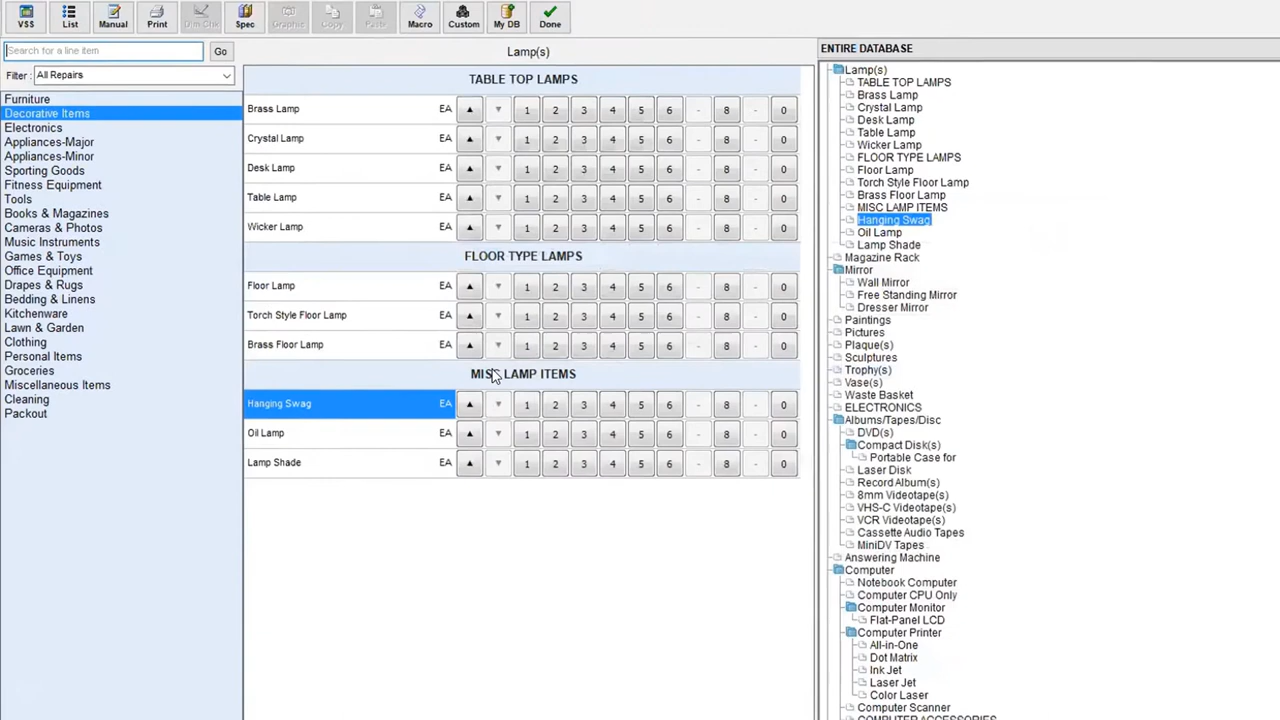 V$$ List Manual Print Dim Chk Spec Graphic Copy Paste Macro Custom My DB Done
Search for a line item Go
Filter : All Repairs
Furniture
Decorative Items
Electronics
Appliances-Major
Appliances-Minor
Sporting Goods
Fitness Equipment
Tools
Books & Magazines
Cameras & Photos
Music Instruments
Games & Toys
Office Equipment
Drapes & Rugs
Bedding & Linens
Kitchenware
Lawn & Garden
Clothing
Personal Items
Groceries
Miscellaneous Items
Cleaning
Packout
Lamp(s)
TABLE TOP LAMPS
Brass Lamp EA ▲ ▼ 1 2 3 4 5 6 - 8 - 0
Crystal Lamp EA ▲ ▼ 1 2 3 4 5 6 - 8 - 0
Desk Lamp EA ▲ ▼ 1 2 3 4 5 6 - 8 - 0
Table Lamp EA ▲ ▼ 1 2 3 4 5 6 - 8 - 0
Wicker Lamp EA ▲ ▼ 1 2 3 4 5 6 - 8 - 0
FLOOR TYPE LAMPS
Floor Lamp EA ▲ ▼ 1 2 3 4 5 6 - 8 - 0
Torch Style Floor Lamp EA ▲ ▼ 1 2 3 4 5 6 - 8 - 0
Brass Floor Lamp EA ▲ ▼ 1 2 3 4 5 6 - 8 - 0
MISC LAMP ITEMS
Hanging Swag EA ▲ ▼ 1 2 3 4 5 6 - 8 - 0
Oil Lamp EA ▲ ▼ 1 2 3 4 5 6 - 8 - 0
Lamp Shade EA ▲ ▼ 1 2 3 4 5 6 - 8 - 0
ENTIRE DATABASE
Lamp(s)
TABLE TOP LAMPS
Brass Lamp
Crystal Lamp
Desk Lamp
Table Lamp
Wicker Lamp
FLOOR TYPE LAMPS
Floor Lamp
Torch Style Floor Lamp
Brass Floor Lamp
MISC LAMP ITEMS
Hanging Swag
Oil Lamp
Lamp Shade
Magazine Rack
Mirror
Wall Mirror
Free Standing Mirror
Dresser Mirror
Paintings
Pictures
Plaque(s)
Sculptures
Trophy(s)
Vase(s)
Waste Basket
ELECTRONICS
Albums/Tapes/Disc
DVD(s)
Compact Disk(s)
Portable Case for
Laser Disk
Record Album(s)
8mm Videotape(s)
VHS-C Videotape(s)
VCR Videotape(s)
Cassette Audio Tapes
MiniDV Tapes
Answering Machine
Computer
Notebook Computer
Computer CPU Only
Computer Monitor
Flat-Panel LCD
Computer Printer
All-in-One
Dot Matrix
Ink Jet
Laser Jet
Color Laser
Computer Scanner
COMPUTER ACCESSORIES